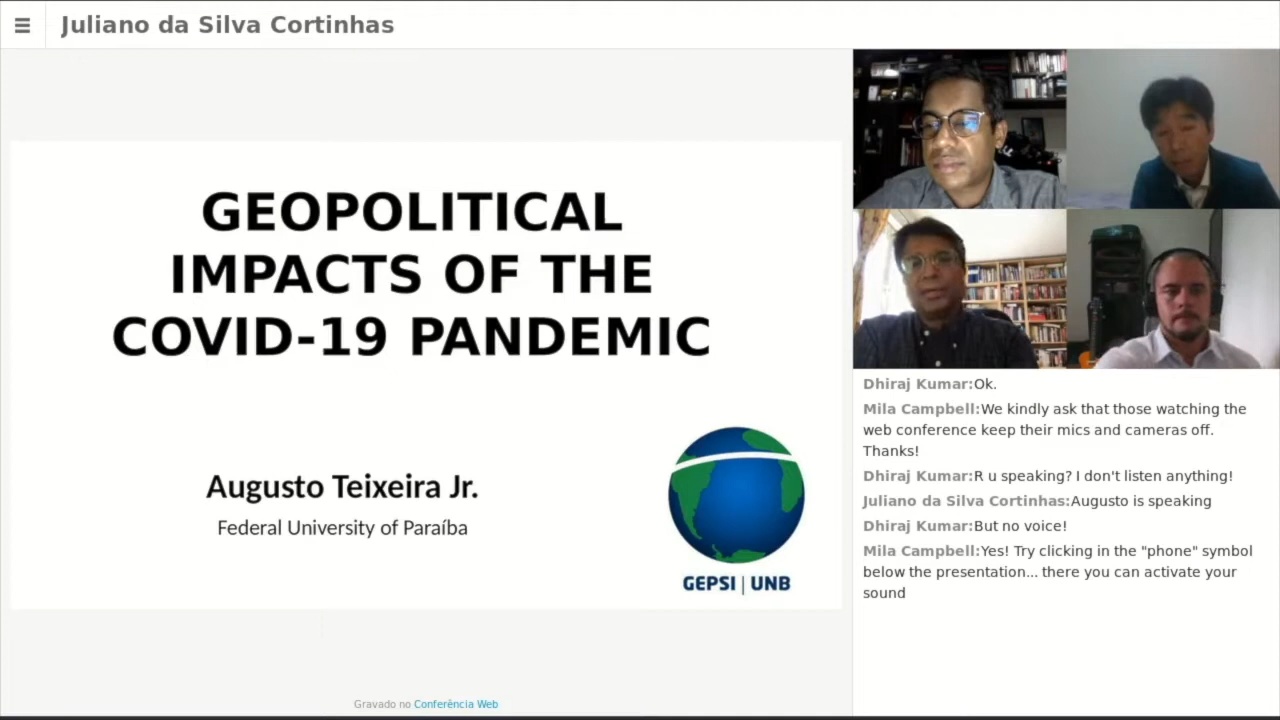 Juliano da Silva Cortinhas
GEOPOLITICAL
IMPACTS OF THE
COVID-19 PANDEMIC
Augusto Teixeira Jr.
Federal University of Paraíba
GEPSI | UNB
Gravado no Conferência Web
Dhiraj Kumar:Ok.
Mila Campbell:We kindly ask that those watching the
web conference keep their mics and cameras off.
Thanks!
Dhiraj Kumar:R u speaking? I don't listen anything!
Juliano da Silva Cortinhas:Augusto is speaking
Dhiraj Kumar:But no voice!
Mila Campbell:Yes! Try clicking in the "phone" symbol
below the presentation... there you can activate your
sound